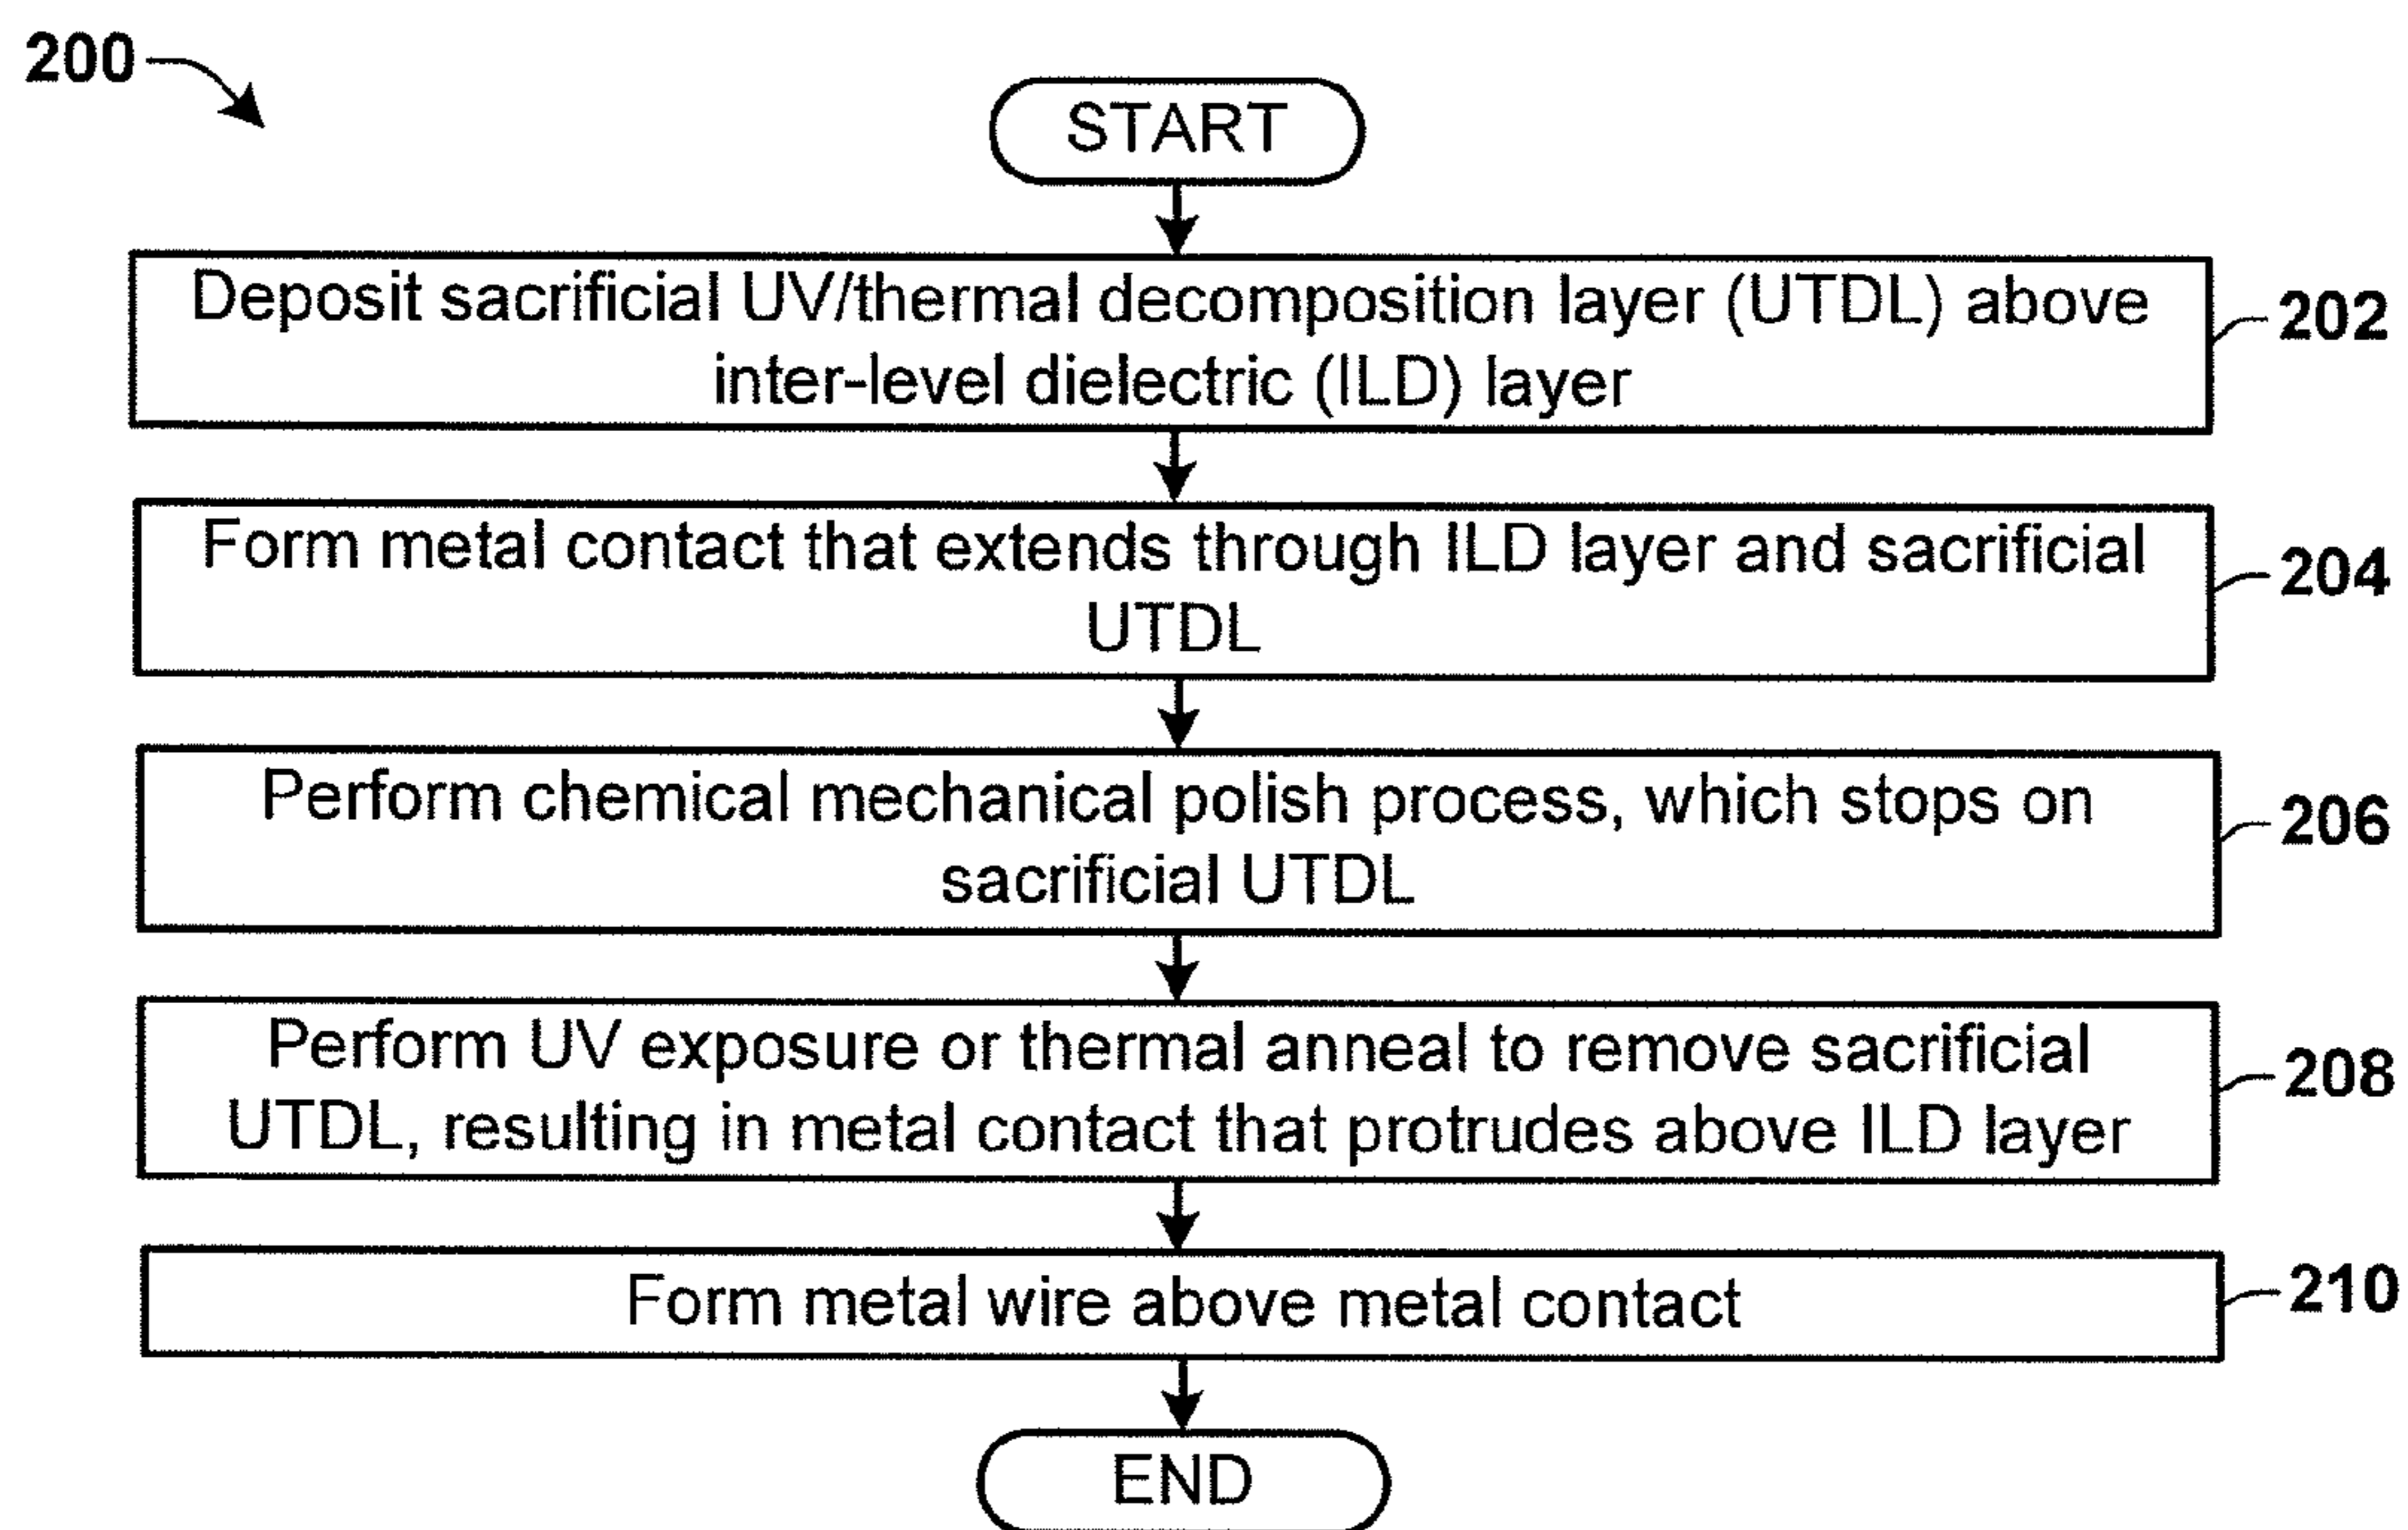 200
START
Deposit sacrificial UV/thermal decomposition layer (UTDL) above
inter-level dielectric (ILD) layer
202
Form metal contact that extends through ILD layer and sacrificial
UTDL
204
Perform chemical mechanical polish process, which stops on
sacrificial UTDL
206
Perform UV exposure or thermal anneal to remove sacrificial
UTDL, resulting in metal contact that protrudes above ILD layer
208
Form metal wire above metal contact
210
END